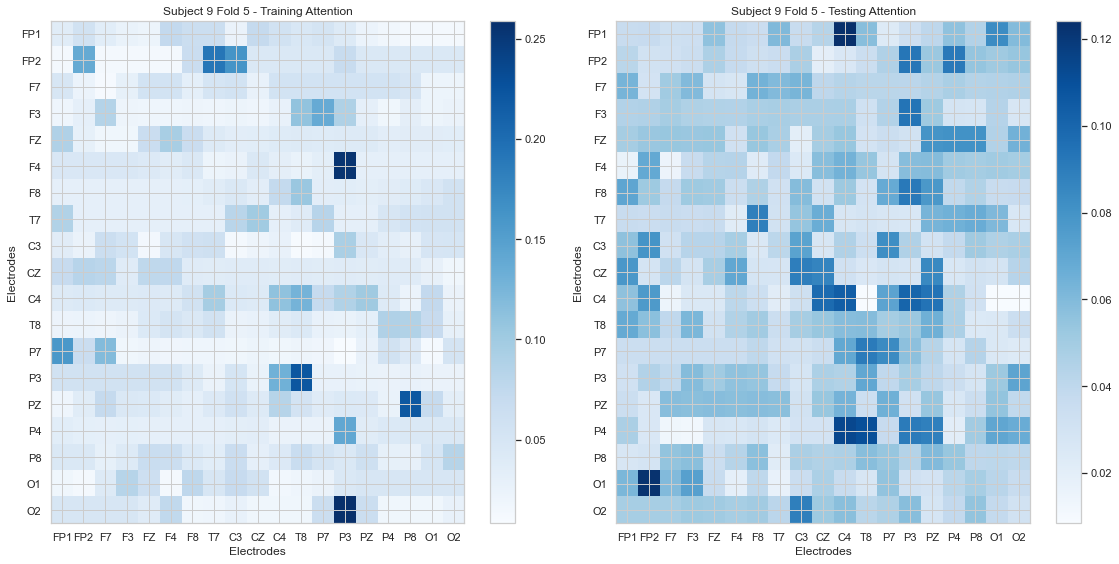 Subject 9 Fold 5 - Training Attention
FP1
FP2
F7
F3
FZ
F4
F8
T7
C3
CZ
C4
T8
P7
P3
PZ
P4
P8
O1
O2
Electrodes
FP1 FP2 F7 F3 FZ F4 F8 T7 C3 CZ C4 T8 P7 P3 PZ P4 P8 O1 O2
Electrodes
0.25
0.20
0.15
0.10
0.05
Subject 9 Fold 5 - Testing Attention
FP1
FP2
F7
F3
FZ
F4
F8
T7
C3
CZ
C4
T8
P7
P3
PZ
P4
P8
O1
O2
Electrodes
FP1 FP2 F7 F3 FZ F4 F8 T7 C3 CZ C4 T8 P7 P3 PZ P4 P8 O1 O2
Electrodes
0.12
0.10
0.08
0.06
0.04
0.02